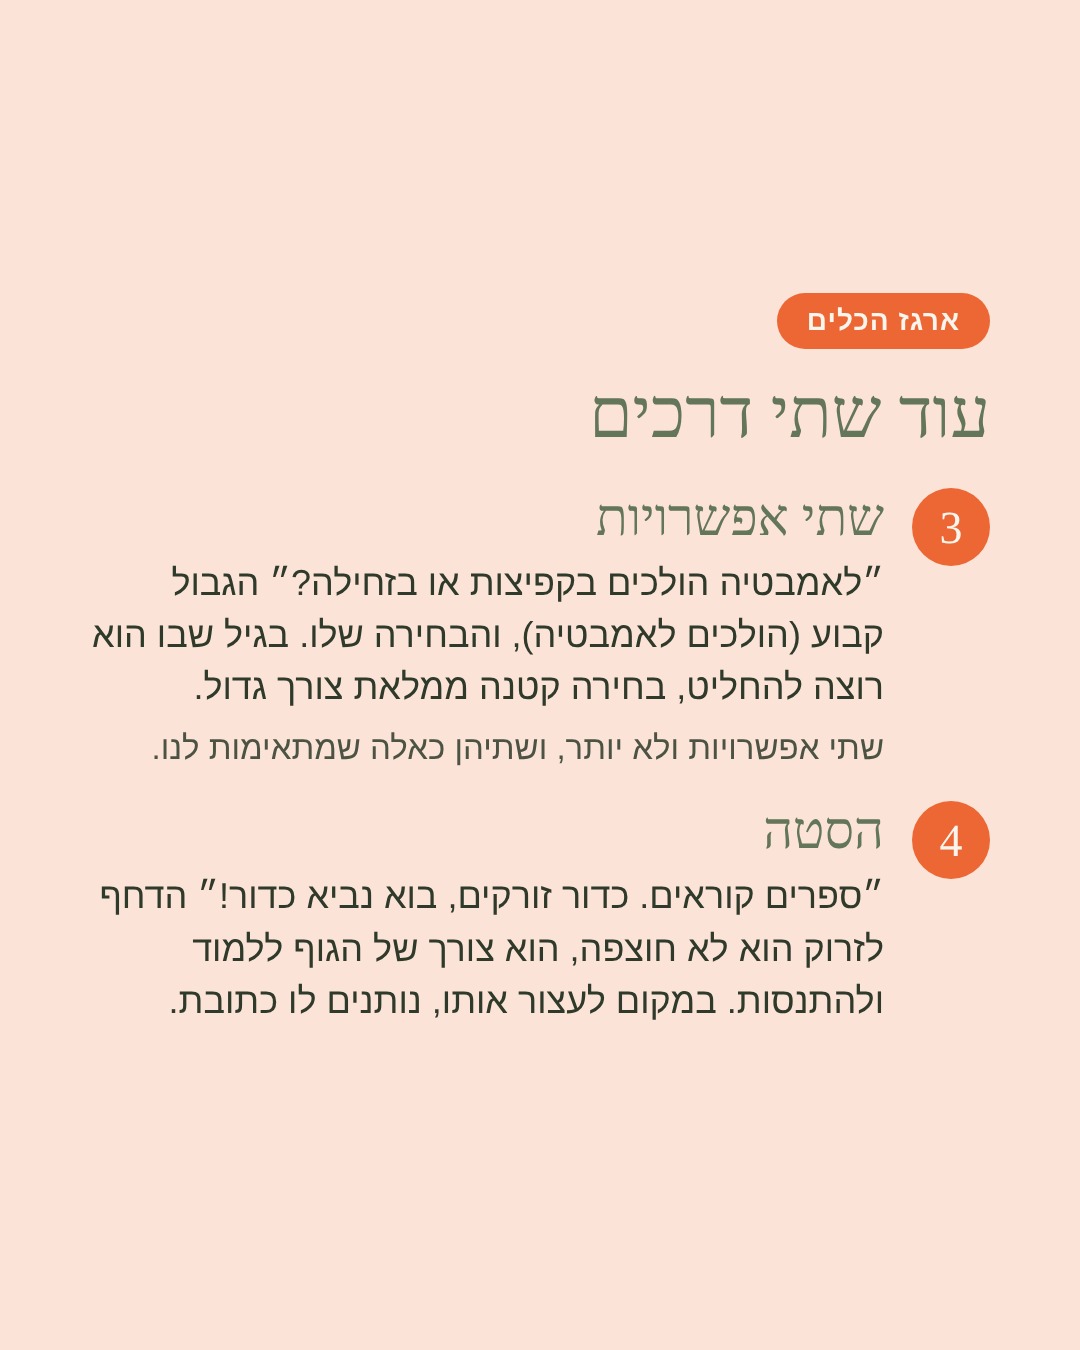 ארגז הכלים
עוד שתי דרכים
3
שתי אפשרויות
״לאמבטיה הולכים בקפיצות או בזחילה?״ הגבול
קבוע (הולכים לאמבטיה), והבחירה שלו. בגיל שבו הוא
רוצה להחליט, בחירה קטנה ממלאת צורך גדול.
שתי אפשרויות ולא יותר, ושתיהן כאלה שמתאימות לנו.
4
הסטה
״ספרים קוראים. כדור זורקים, בוא נביא כדור!״ הדחף
לזרוק הוא לא חוצפה, הוא צורך של הגוף ללמוד
ולהתנסות. במקום לעצור אותו, נותנים לו כתובת.